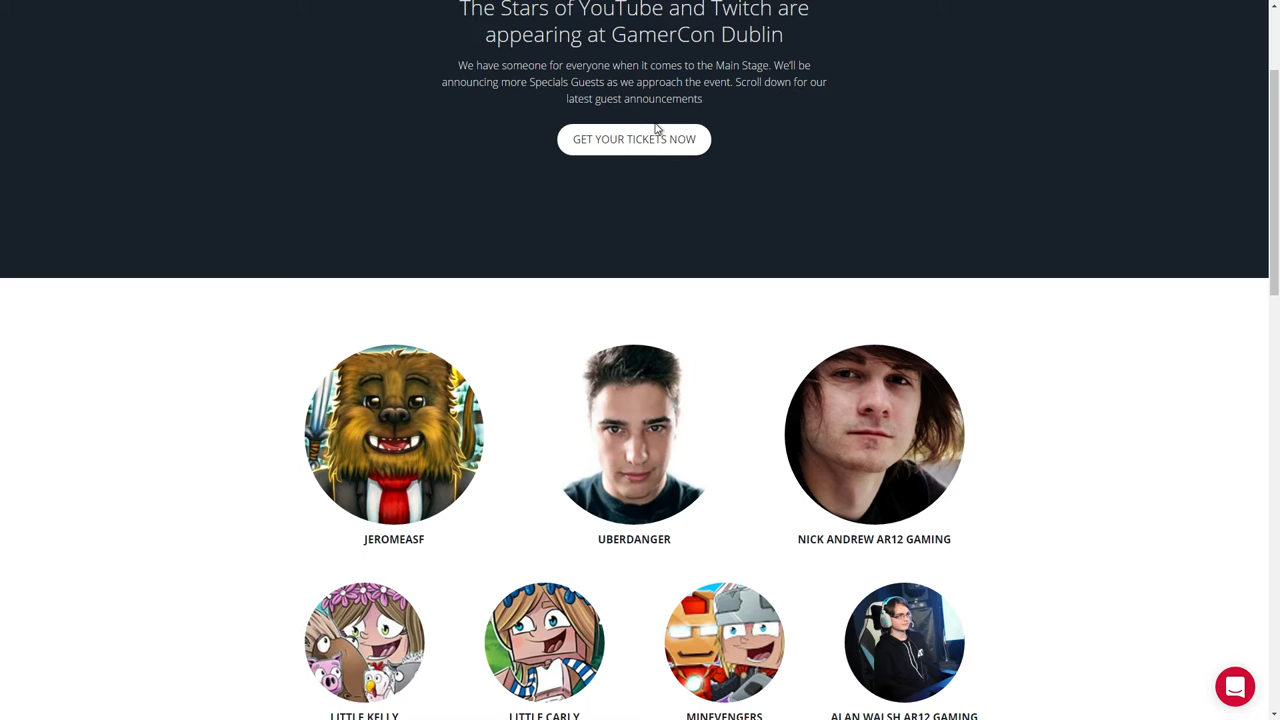 The Stars of YouTube and Twitch are
appearing at GamerCon Dublin
We have someone for everyone when it comes to the Main Stage. We'll be
announcing more Specials Guests as we approach the event. Scroll down for our
latest guest announcements
GET YOUR TICKETS NOW
JEROMEASF
UBERDANGER
NICK ANDREW AR12 GAMING
LITTLE KELLY
LITTLE CARLY
MINEVENGERS
ALAN WALSH AR12 GAMING